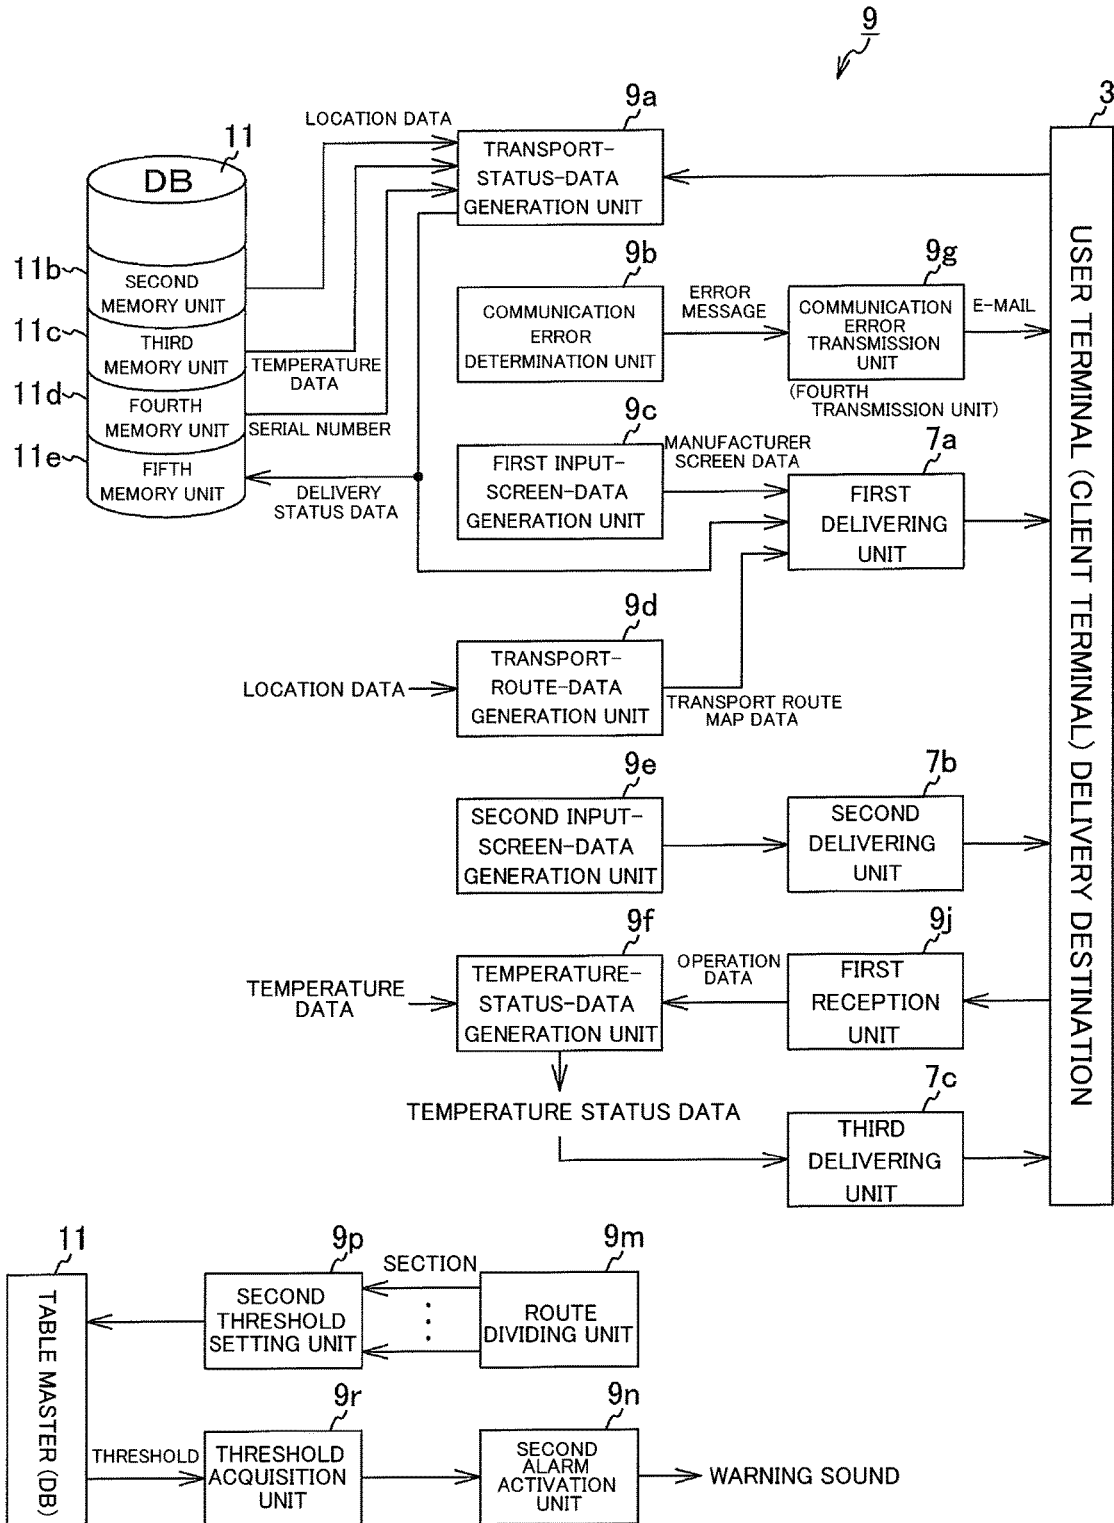 9
3
9a
LOCATION DATA
11
DB
TRANSPORT-
STATUS-DATA
GENERATION UNIT
11b
SECOND
MEMORY UNIT
11c
THIRD
MEMORY UNIT
TEMPERATURE
DATA
11d
FOURTH
MEMORY UNIT
SERIAL NUMBER
11e
FIFTH
MEMORY UNIT
DELIVERY
STATUS DATA
9b
COMMUNICATION
ERROR
DETERMINATION UNIT
ERROR
MESSAGE
9g
COMMUNICATION
ERROR
TRANSMISSION
UNIT
E-MAIL
(FOURTH
TRANSMISSION UNIT)
9c
FIRST INPUT-
SCREEN-DATA
GENERATION UNIT
MANUFACTURER
SCREEN DATA
7a
FIRST
DELIVERING
UNIT
USER TERMINAL (CLIENT TERMINAL) DELIVERY DESTINATION
9d
LOCATION DATA
TRANSPORT-
ROUTE-DATA
GENERATION UNIT
TRANSPORT ROUTE
MAP DATA
9e
SECOND INPUT-
SCREEN-DATA
GENERATION UNIT
7b
SECOND
DELIVERING
UNIT
9f
TEMPERATURE
DATA
TEMPERATURE-
STATUS-DATA
GENERATION UNIT
OPERATION
DATA
9j
FIRST
RECEPTION
UNIT
TEMPERATURE STATUS DATA
7c
THIRD
DELIVERING
UNIT
11
TABLE MASTER (DB)
9p
SECOND
THRESHOLD
SETTING UNIT
SECTION
9m
ROUTE
DIVIDING UNIT
THRESHOLD
9r
THRESHOLD
ACQUISITION
UNIT
9n
SECOND
ALARM
ACTIVATION
UNIT
WARNING SOUND